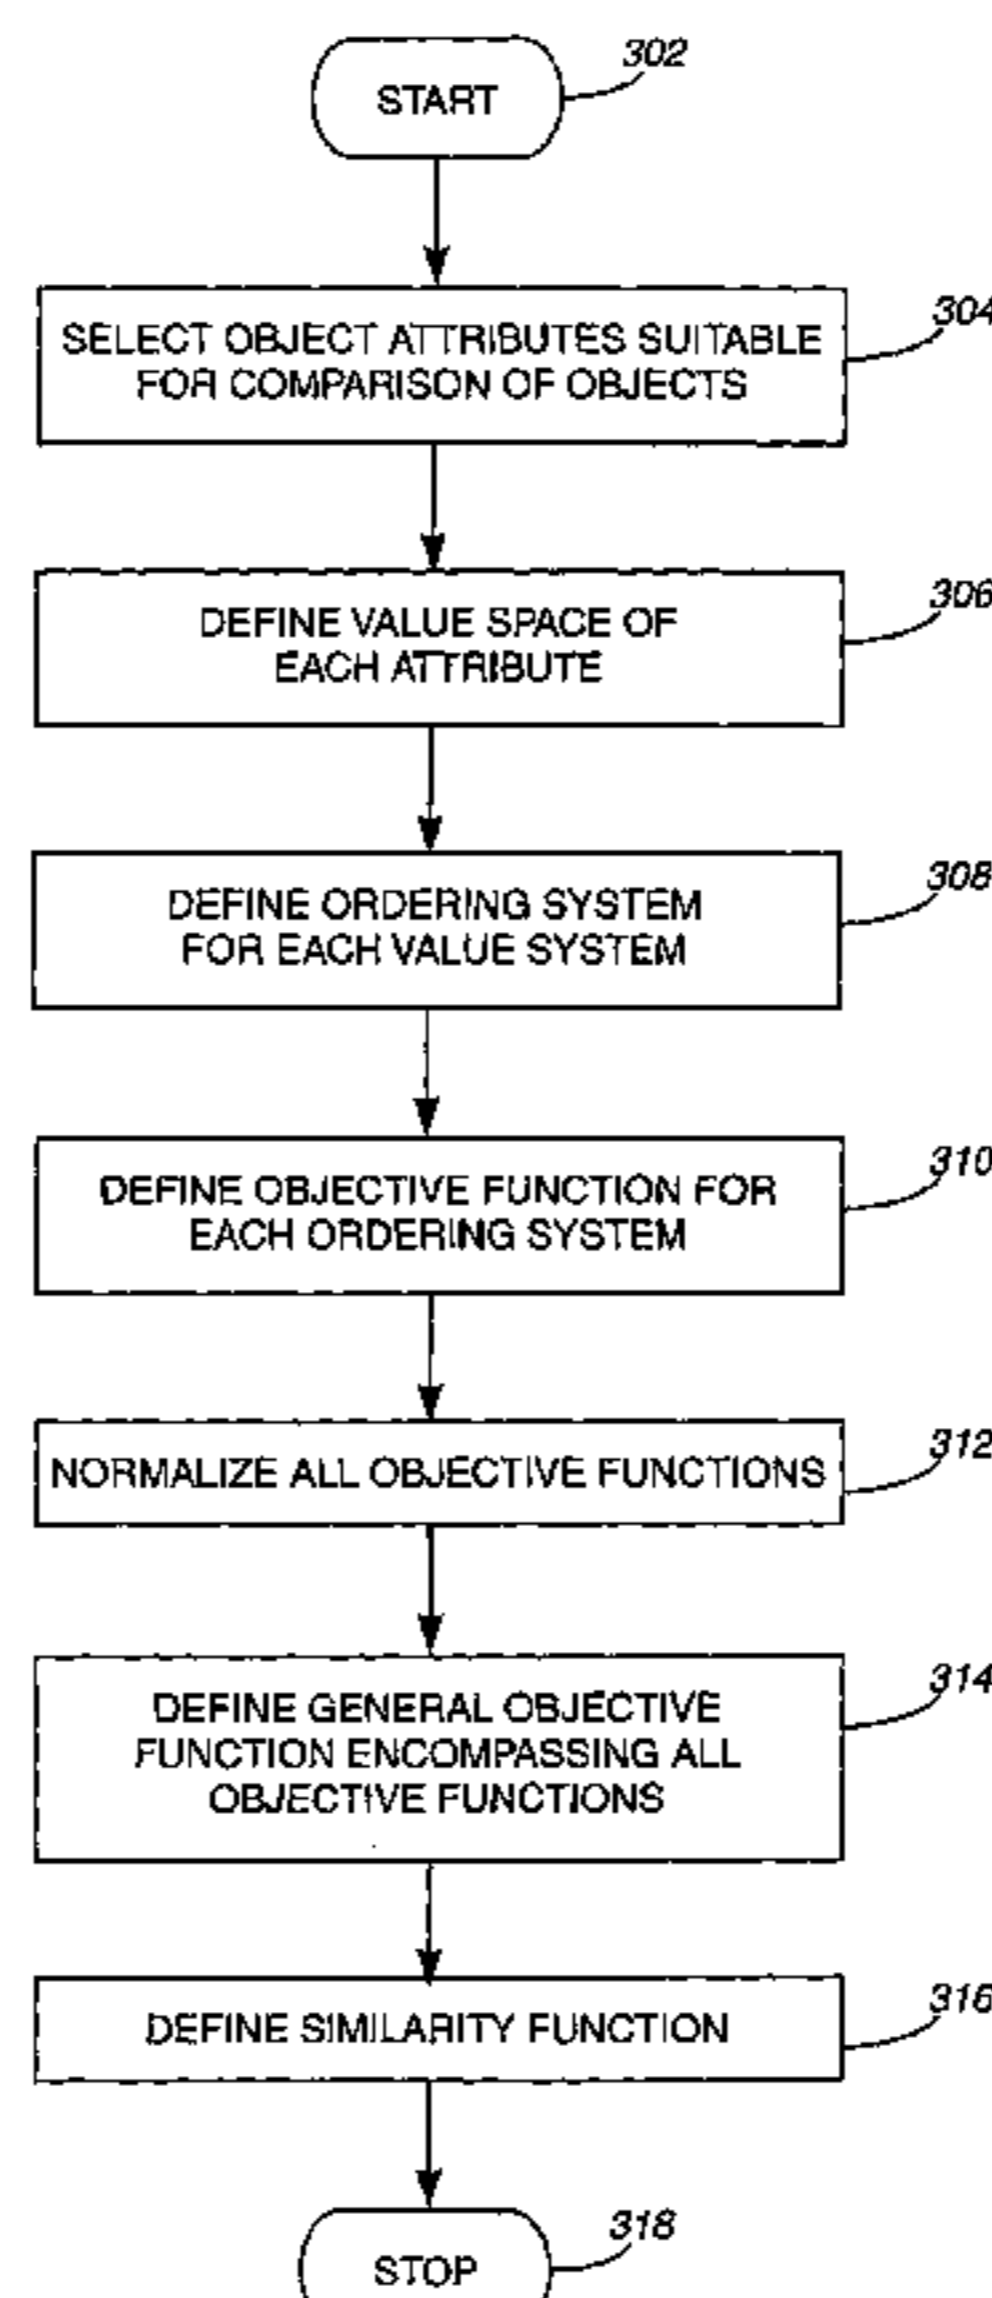 START
302
SELECT OBJECT ATTRIBUTES SUITABLE
FOR COMPARISON OF OBJECTS
304
DEFINE VALUE SPACE OF
EACH ATTRIBUTE
306
DEFINE ORDERING SYSTEM
FOR EACH VALUE SYSTEM
308
DEFINE OBJECTIVE FUNCTION FOR
EACH ORDERING SYSTEM
310
NORMALIZE ALL OBJECTIVE FUNCTIONS
312
DEFINE GENERAL OBJECTIVE
FUNCTION ENCOMPASSING ALL
OBJECTIVE FUNCTIONS
314
DEFINE SIMILARITY FUNCTION
316
STOP
318